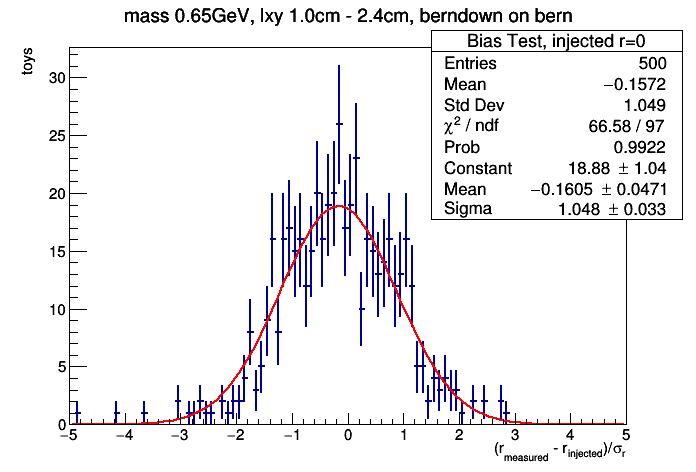 mass 0.65GeV, lxy 1.0cm - 2.4cm, berndown on bern
toys
Bias Test, injected r=0
Entries 500
Mean −0.1572
Std Dev 1.049
χ² / ndf 66.58 / 97
Prob 0.9922
Constant 18.88 ± 1.04
Mean −0.1605 ± 0.0471
Sigma 1.048 ± 0.033
30
25
20
15
10
5
0
−5 −4 −3 −2 −1 0 1 2 3 4 5
(r_measured - r_injected)/σ_r